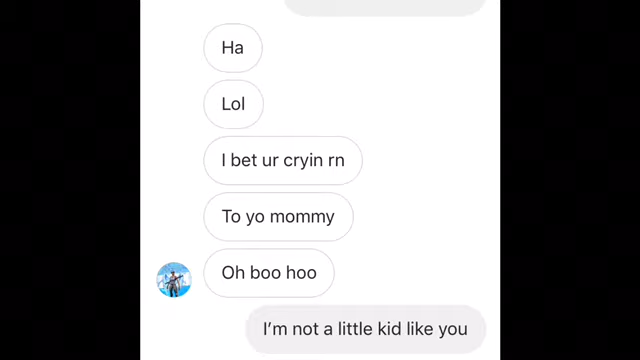 Ha
Lol
I bet ur cryin rn
To yo mommy
Oh boo hoo
I'm not a little kid like you